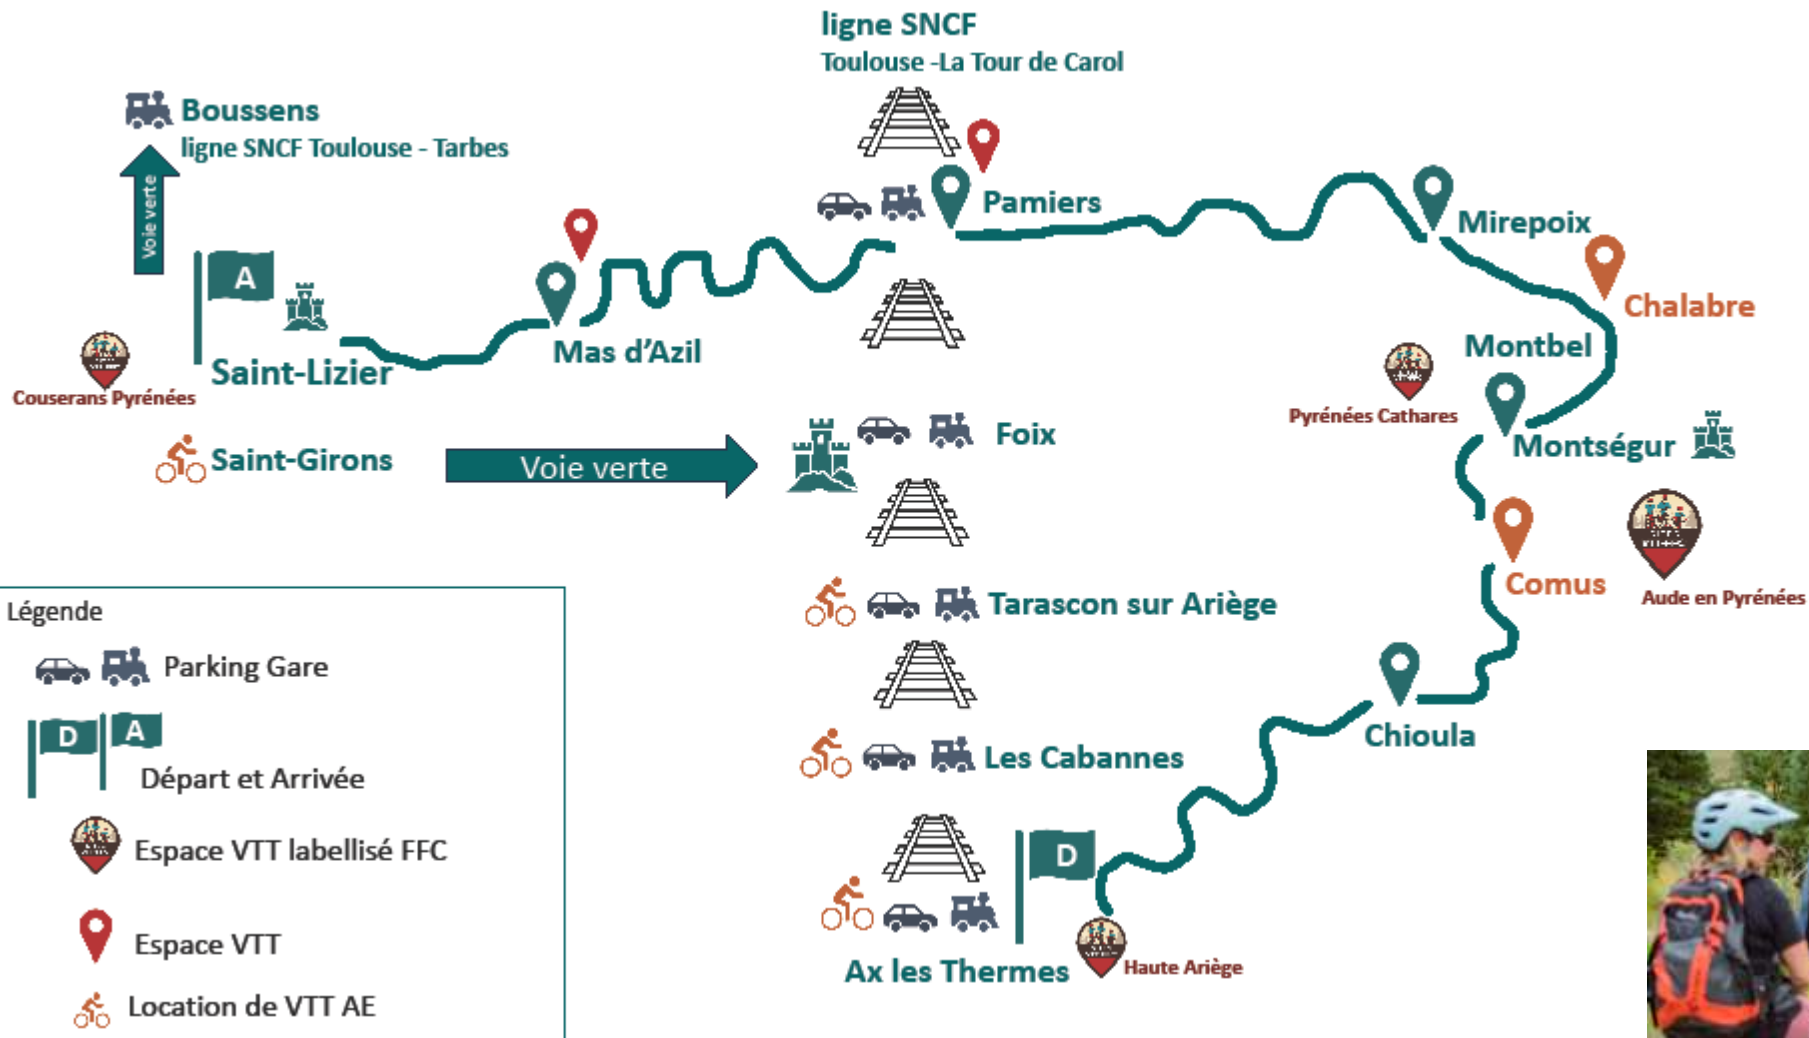 ligne SNCF
Toulouse -La Tour de Carol
Boussens
ligne SNCF Toulouse - Tarbes
Voie verte
A
Pamiers
Mirepoix
Chalabre
Saint-Lizier
Mas d'Azil
Montbel
Couserans Pyrénées
Pyrénées Cathares
Saint-Girons
Voie verte
Foix
Montségur
Comus
Aude en Pyrénées
Tarascon sur Ariège
Chioula
Les Cabannes
D
Ax les Thermes
Haute Ariège
Légende
Parking Gare
D
A
Départ et Arrivée
Espace VTT labellisé FFC
Espace VTT
Location de VTT AE